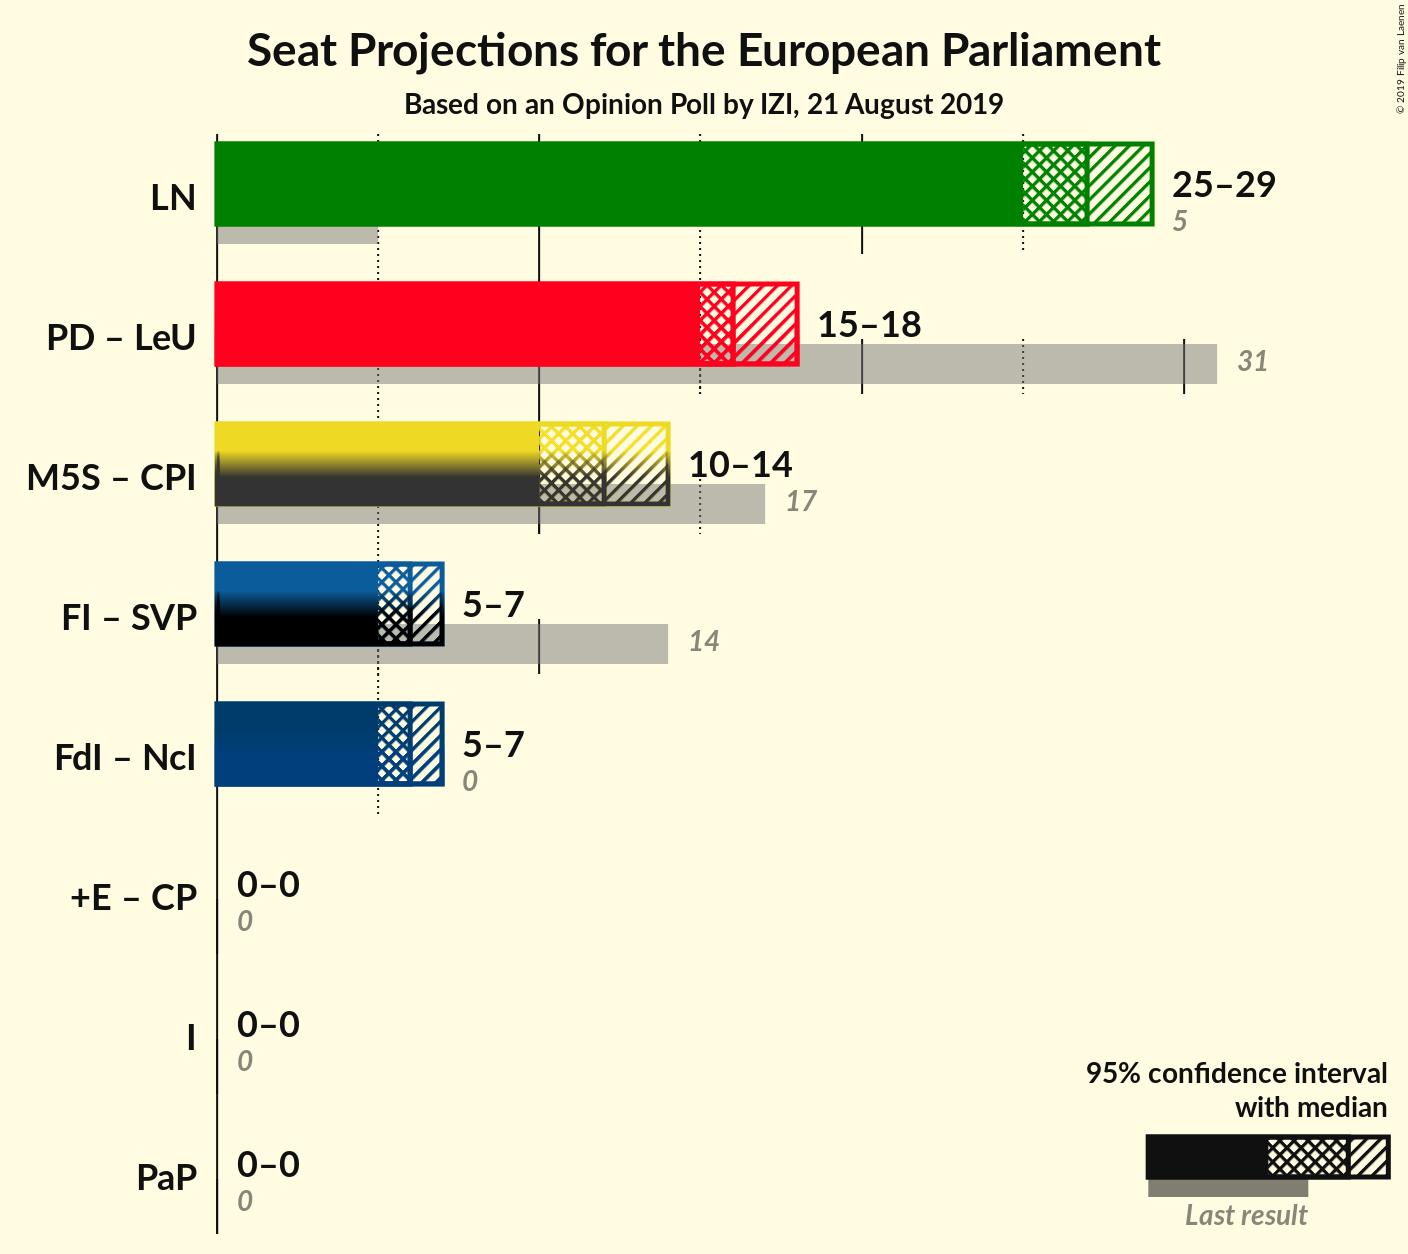 Seat Projections for the European Parliament
Based on an Opinion Poll by IZI, 21 August 2019
© 2019 Filip van Laenen
LN
25–29
5
PD – LeU
15–18
31
M5S – CPI
10–14
17
FI – SVP
5–7
14
FdI – NcI
5–7
0
+E – CP
0–0
0
I
0–0
0
PaP
0–0
0
95% confidence interval
with median
Last result